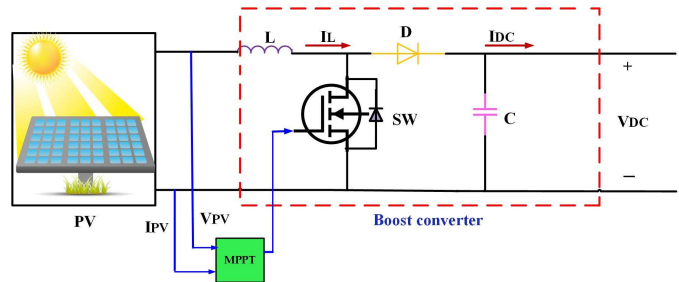 L
IL
D
IDC
+
SW
C
VDC
–
PV
IPV
VPV
MPPT
Boost converter